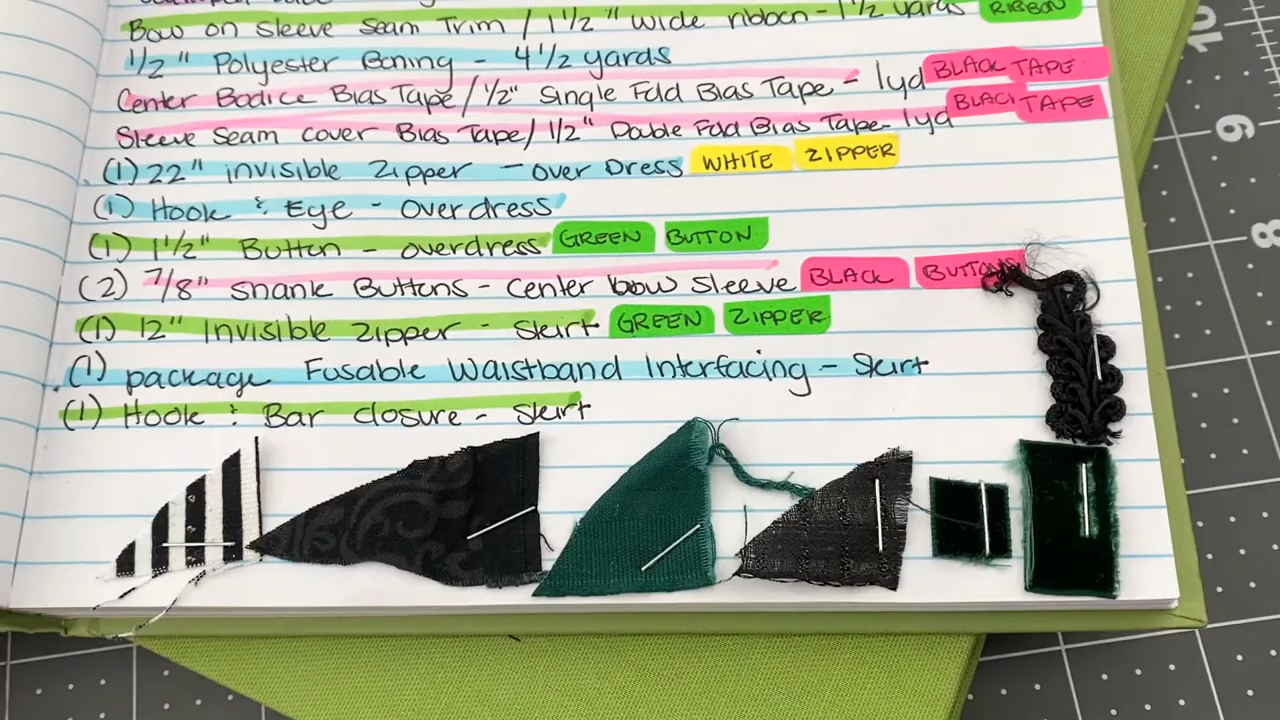 Bow on Sleeve Seam Trim / 1 1/2" wide ribbon - 1 1/2 yards RIBBON
1/2" Polyester Boning - 4 1/2 yards
Center Bodice Bias Tape / 1/2" Single Fold Bias Tape - 1yd BLACK TAPE
Sleeve Seam cover Bias Tape / 1/2" Double Fold Bias Tape - 1yd BLACK TAPE
(1) 22" invisible Zipper - over Dress WHITE ZIPPER
(1) Hook & Eye - overdress
(1) 1 1/2" Button - overdress GREEN BUTTON
(2) 7/8" Shank Buttons - Center bow Sleeve BLACK BUTTONS
(1) 12" Invisible Zipper - Skirt GREEN ZIPPER
(1) package Fusable Waistband Interfacing - Skirt
(1) Hook & Bar closure - Skirt
10
9
8